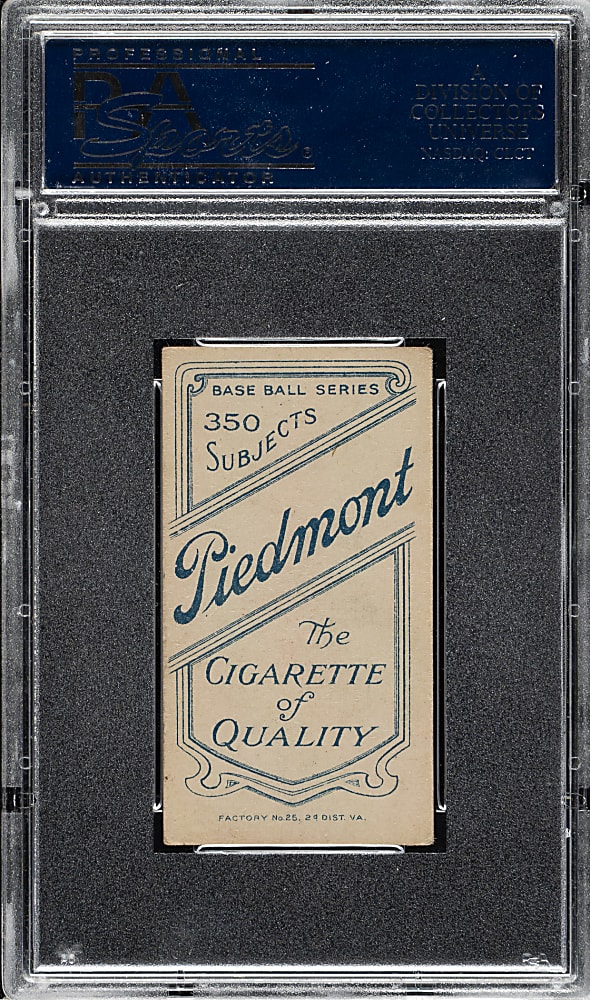 PROFESSIONAL
PSA
Sports
AUTHENTICATOR
A
DIVISION OF
COLLECTORS
UNIVERSE
NASDAQ: CLCT
BASE BALL SERIES
350
SUBJECTS
Piedmont
The
CIGARETTE
of
QUALITY
FACTORY No. 25, 2d DIST. VA.
PSA